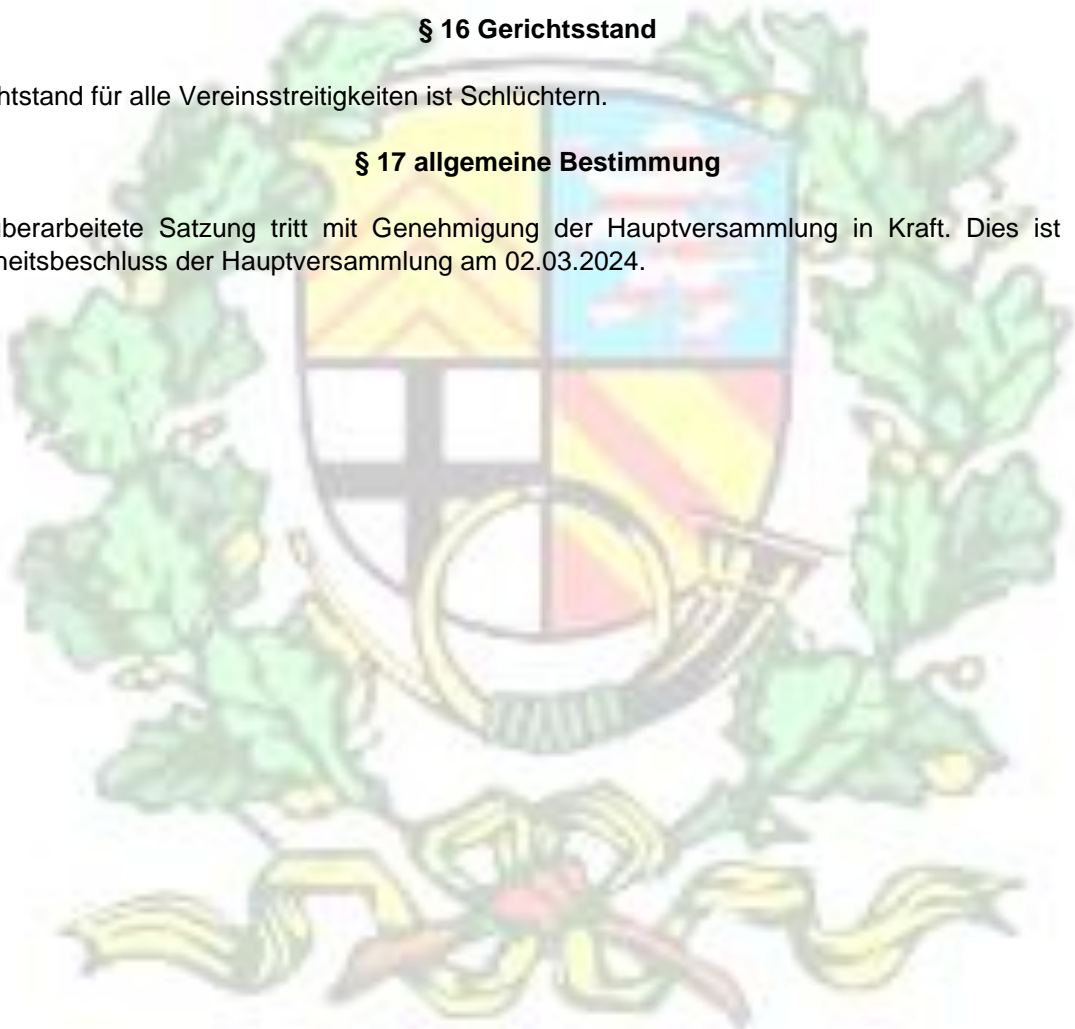 § 16 Gerichtsstand
htstand für alle Vereinsstreitigkeiten ist Schlüchtern.
§ 17 allgemeine Bestimmung
überarbeitete Satzung tritt mit Genehmigung der Hauptversammlung in Kraft. Dies ist
heitsbeschluss der Hauptversammlung am 02.03.2024.